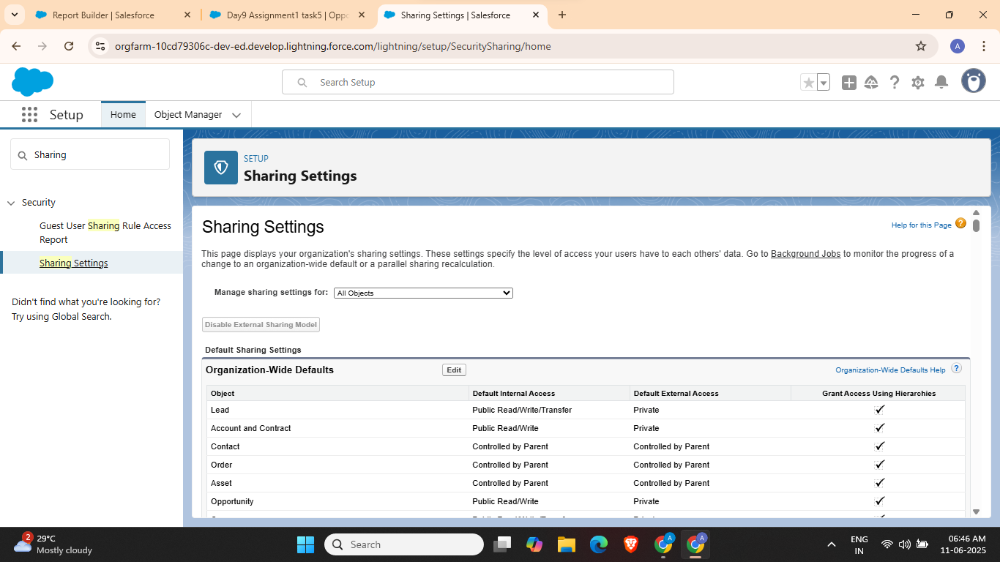 Report Builder | Salesforce
Day9 Assignment1 task5 | Oppo
Sharing Settings | Salesforce
orgfarm-10cd79306c-dev-ed.develop.lightning.force.com/lightning/setup/SecuritySharing/home
A
Search Setup
Setup
Home
Object Manager
Sharing
Security
Guest User Sharing Rule Access
Report
Sharing Settings
Didn't find what you're looking for?
Try using Global Search.
SETUP
Sharing Settings
Sharing Settings
Help for this Page
This page displays your organization's sharing settings. These settings specify the level of access your users have to each others' data. Go to Background Jobs to monitor the progress of a
change to an organization-wide default or a parallel sharing recalculation.
Manage sharing settings for: All Objects
Disable External Sharing Model
Default Sharing Settings
Organization-Wide Defaults Edit Organization-Wide Defaults Help ?
Object Default Internal Access Default External Access Grant Access Using Hierarchies
Lead Public Read/Write/Transfer Private
Account and Contract Public Read/Write Private
Contact Controlled by Parent Controlled by Parent
Order Controlled by Parent Controlled by Parent
Asset Controlled by Parent Controlled by Parent
Opportunity Public Read/Write Private
2
29°C
Mostly cloudy
Search
A
A
ENG
IN
06:46 AM
11-06-2025